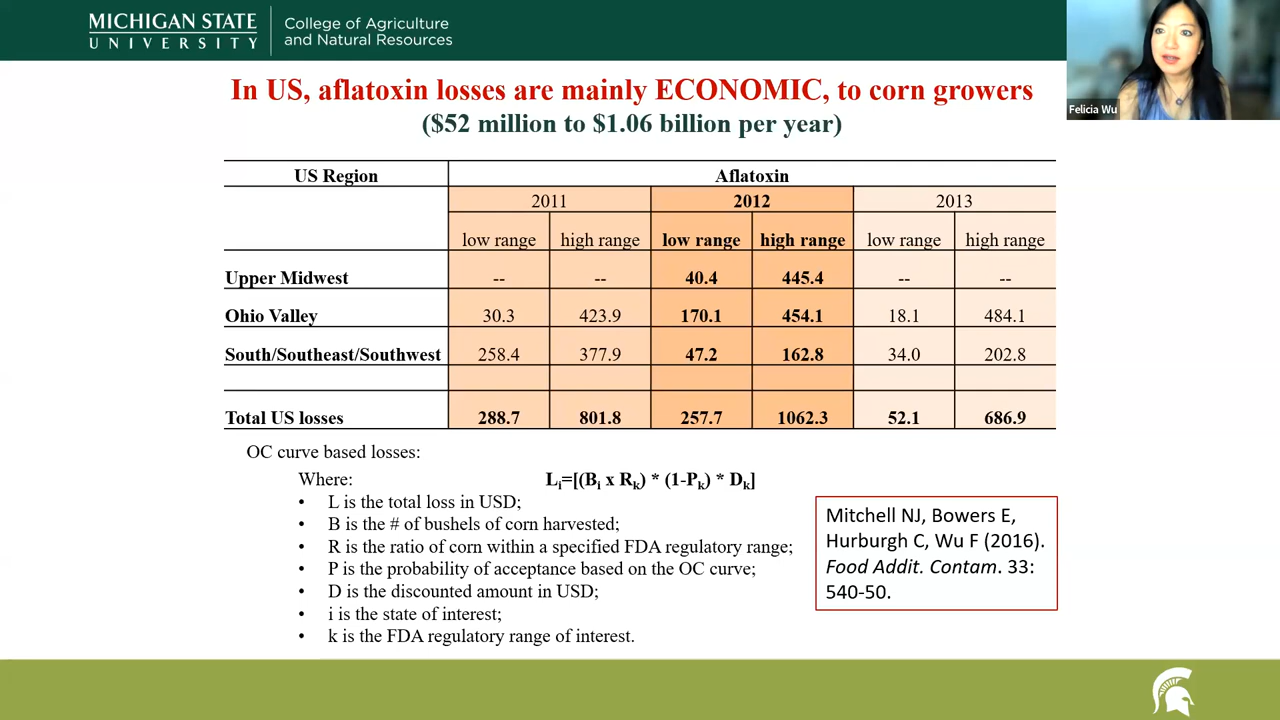 MICHIGAN STATE
UNIVERSITY
College of Agriculture
and Natural Resources
Felicia Wu
In US, aflatoxin losses are mainly ECONOMIC, to corn growers
($52 million to $1.06 billion per year)
US Region Aflatoxin
2011 2012 2013
low range high range low range high range low range high range
Upper Midwest -- -- 40.4 445.4 -- --
Ohio Valley 30.3 423.9 170.1 454.1 18.1 484.1
South/Southeast/Southwest 258.4 377.9 47.2 162.8 34.0 202.8
Total US losses 288.7 801.8 257.7 1062.3 52.1 686.9
OC curve based losses:
Where: Li=[(Bi x Rk) * (1-Pk) * Dk]
• L is the total loss in USD;
• B is the # of bushels of corn harvested;
• R is the ratio of corn within a specified FDA regulatory range;
• P is the probability of acceptance based on the OC curve;
• D is the discounted amount in USD;
• i is the state of interest;
• k is the FDA regulatory range of interest.
Mitchell NJ, Bowers E,
Hurburgh C, Wu F (2016).
Food Addit. Contam. 33:
540-50.